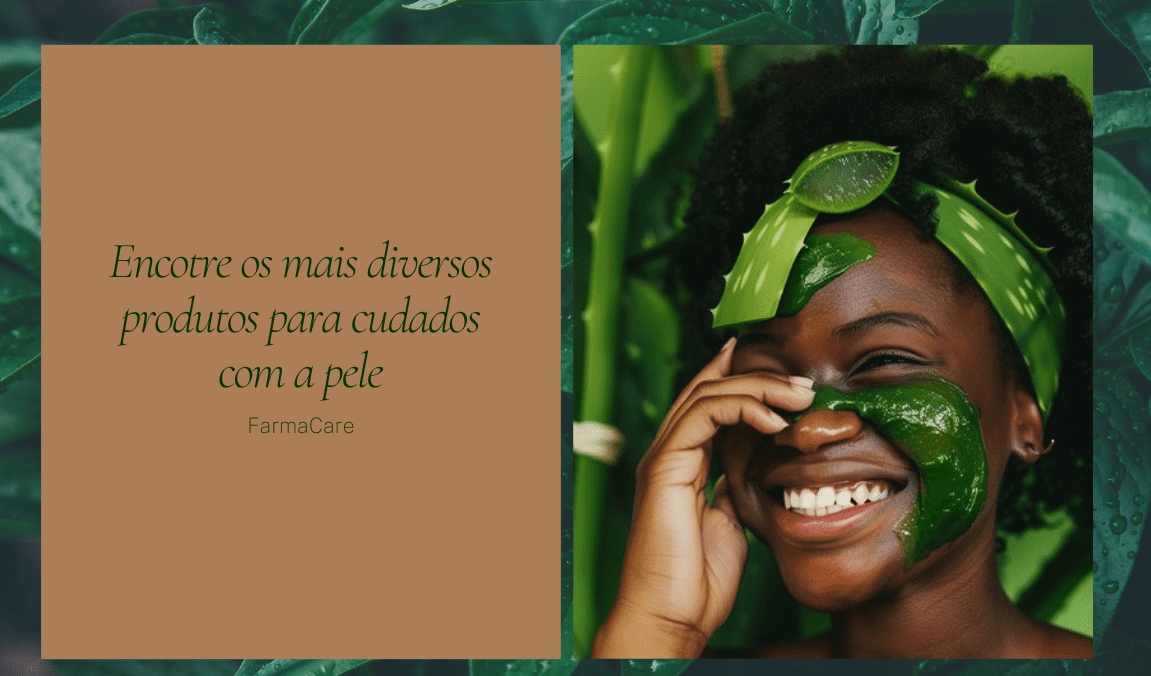 Encotre os mais diversos
produtos para cudados
com a pele
FarmaCare